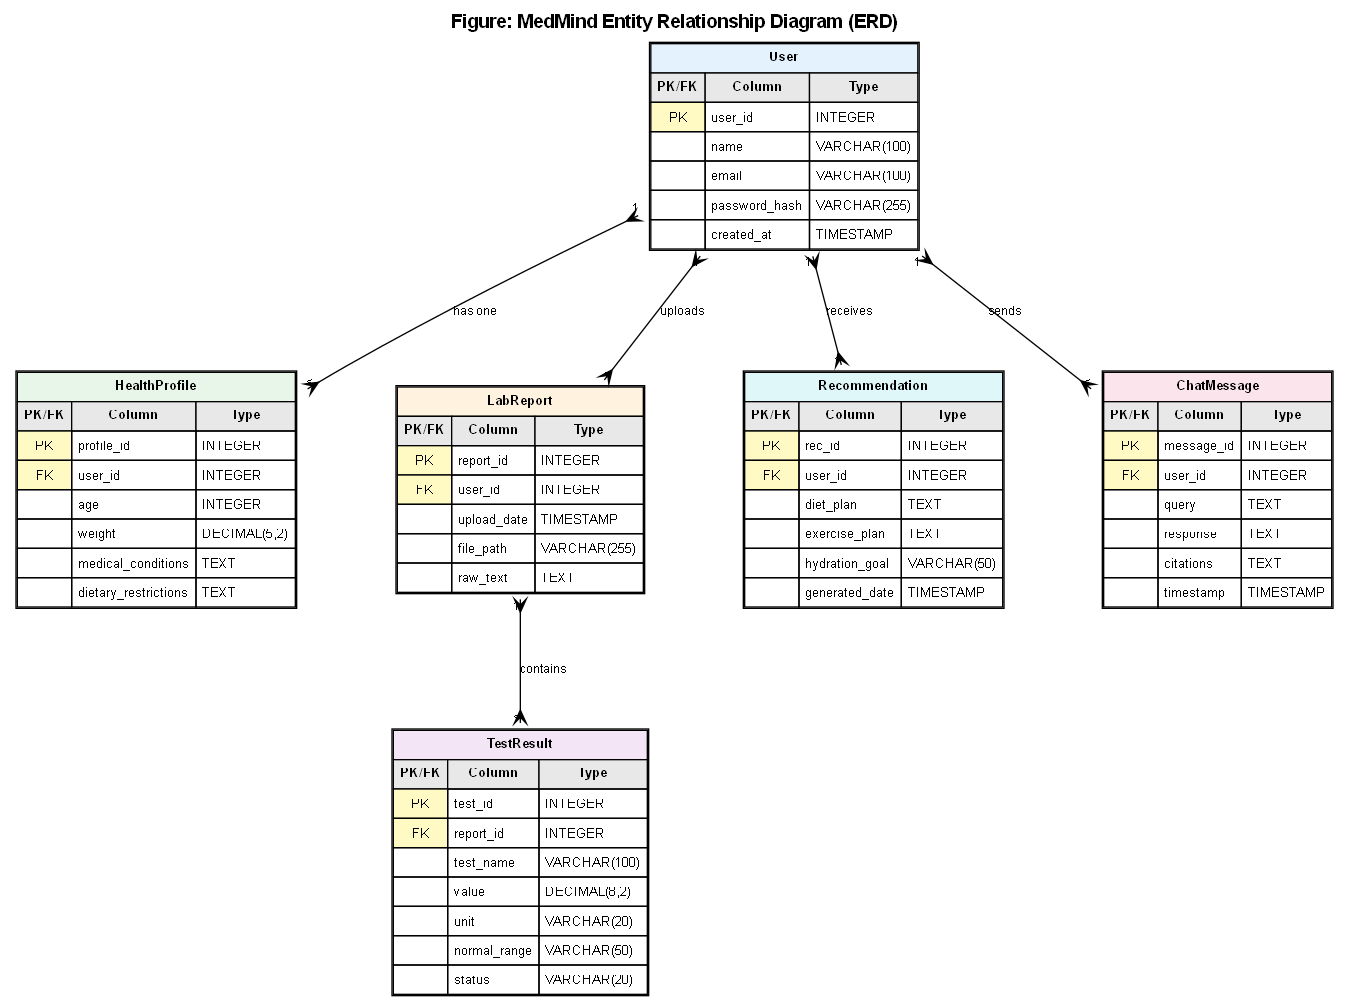 Figure: MedMind Entity Relationship Diagram (ERD)
User
PK/FK Column Type
PK user_id INTEGER
name VARCHAR(100)
email VARCHAR(100)
password_hash VARCHAR(255)
created_at TIMESTAMP
1
1
1
has one
uploads
receives
sends
HealthProfile
PK/FK Column Type
PK profile_id INTEGER
FK user_id INTEGER
age INTEGER
weight DECIMAL(5,2)
medical_conditions TEXT
dietary_restrictions TEXT
LabReport
PK/FK Column Type
PK report_id INTEGER
FK user_id INTEGER
upload_date TIMESTAMP
file_path VARCHAR(255)
raw_text TEXT
Recommendation
PK/FK Column Type
PK rec_id INTEGER
FK user_id INTEGER
diet_plan TEXT
exercise_plan TEXT
hydration_goal VARCHAR(50)
generated_date TIMESTAMP
ChatMessage
PK/FK Column Type
PK message_id INTEGER
FK user_id INTEGER
query TEXT
response TEXT
citations TEXT
timestamp TIMESTAMP
contains
TestResult
PK/FK Column Type
PK test_id INTEGER
FK report_id INTEGER
test_name VARCHAR(100)
value DECIMAL(8,2)
unit VARCHAR(20)
normal_range VARCHAR(50)
status VARCHAR(20)